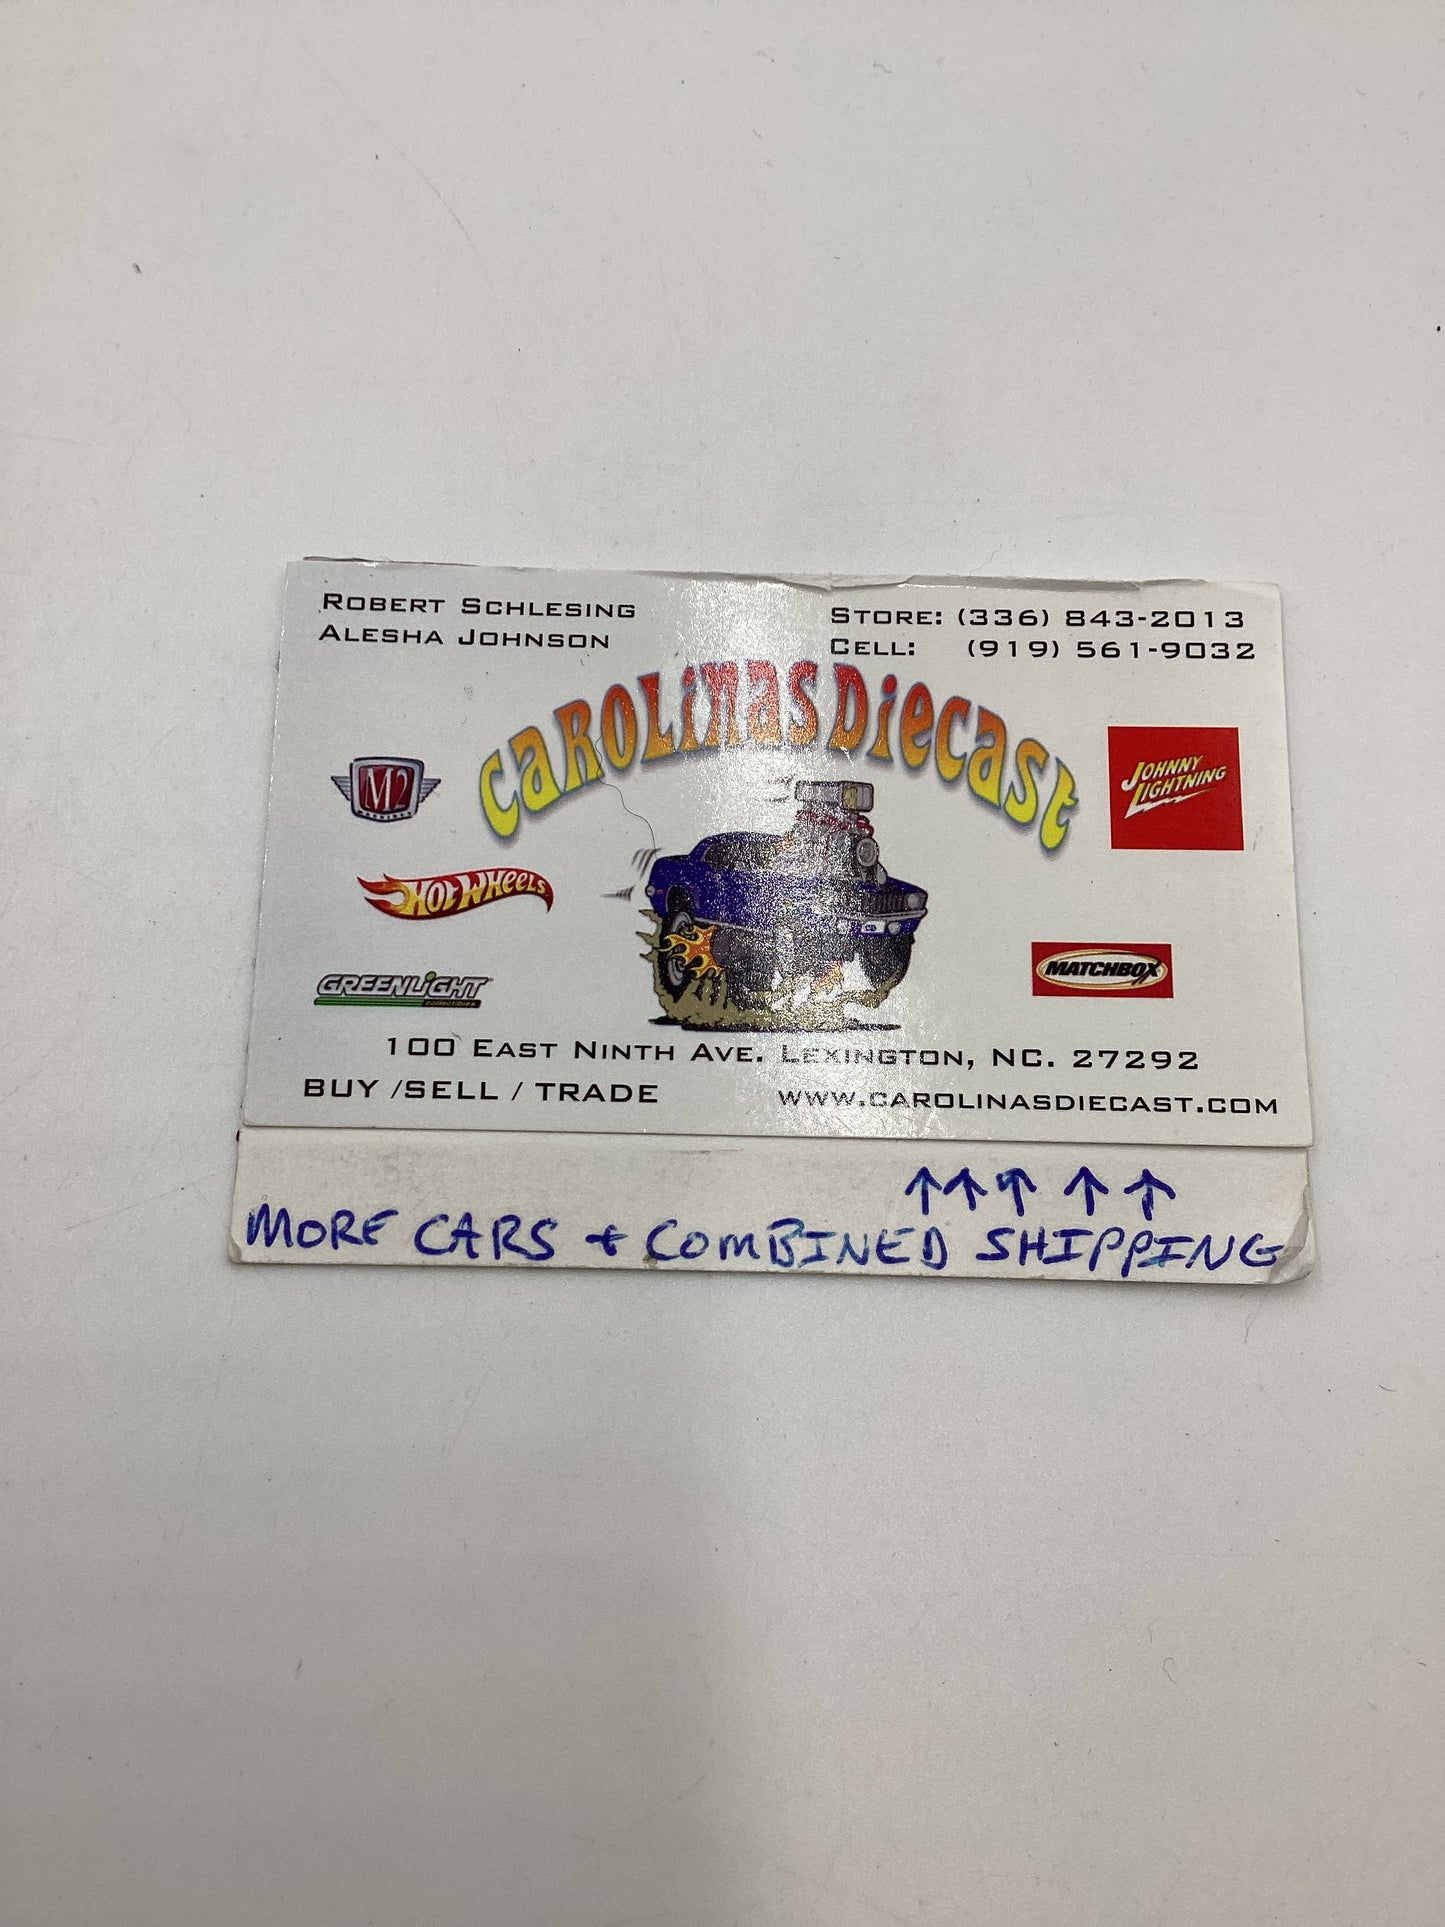 ROBERT SCHLESING
ALESHA JOHNSON
STORE: (336) 843-2013
CELL: (919) 561-9032
CAROLINAS DIECAST
M2
MACHINES
JOHNNY
LIGHTNING
HOT WHEELS
GREENLIGHT
collectibles
MATCHBOX
100 EAST NINTH AVE. LEXINGTON, NC. 27292
BUY /SELL / TRADE
WWW.CAROLINASDIECAST.COM
↑↑↑↑↑
MORE CARS + COMBINED SHIPPING